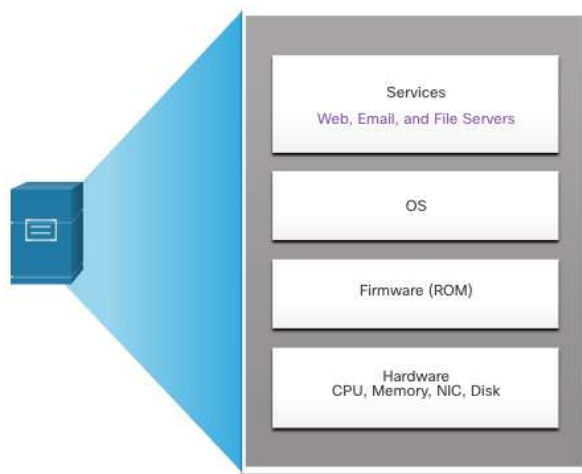 Services
Web, Email, and File Servers
OS
Firmware (ROM)
Hardware
CPU, Memory, NIC, Disk